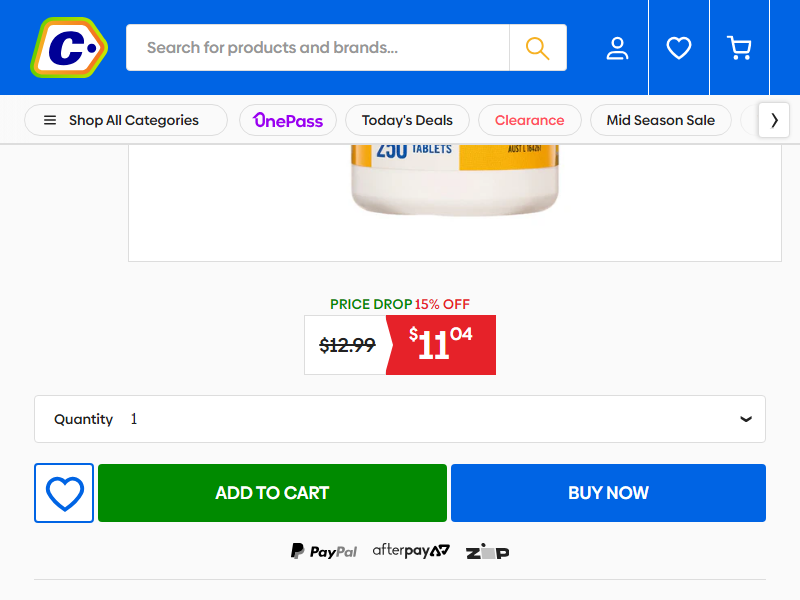 C
Search for products and brands...
Shop All Categories
OnePass
Today's Deals
Clearance
Mid Season Sale
250 TABLETS
AUST L 164261
PRICE DROP 15% OFF
$12.99
$11.04
Quantity 1
ADD TO CART
BUY NOW
PayPal
afterpay
ZIP